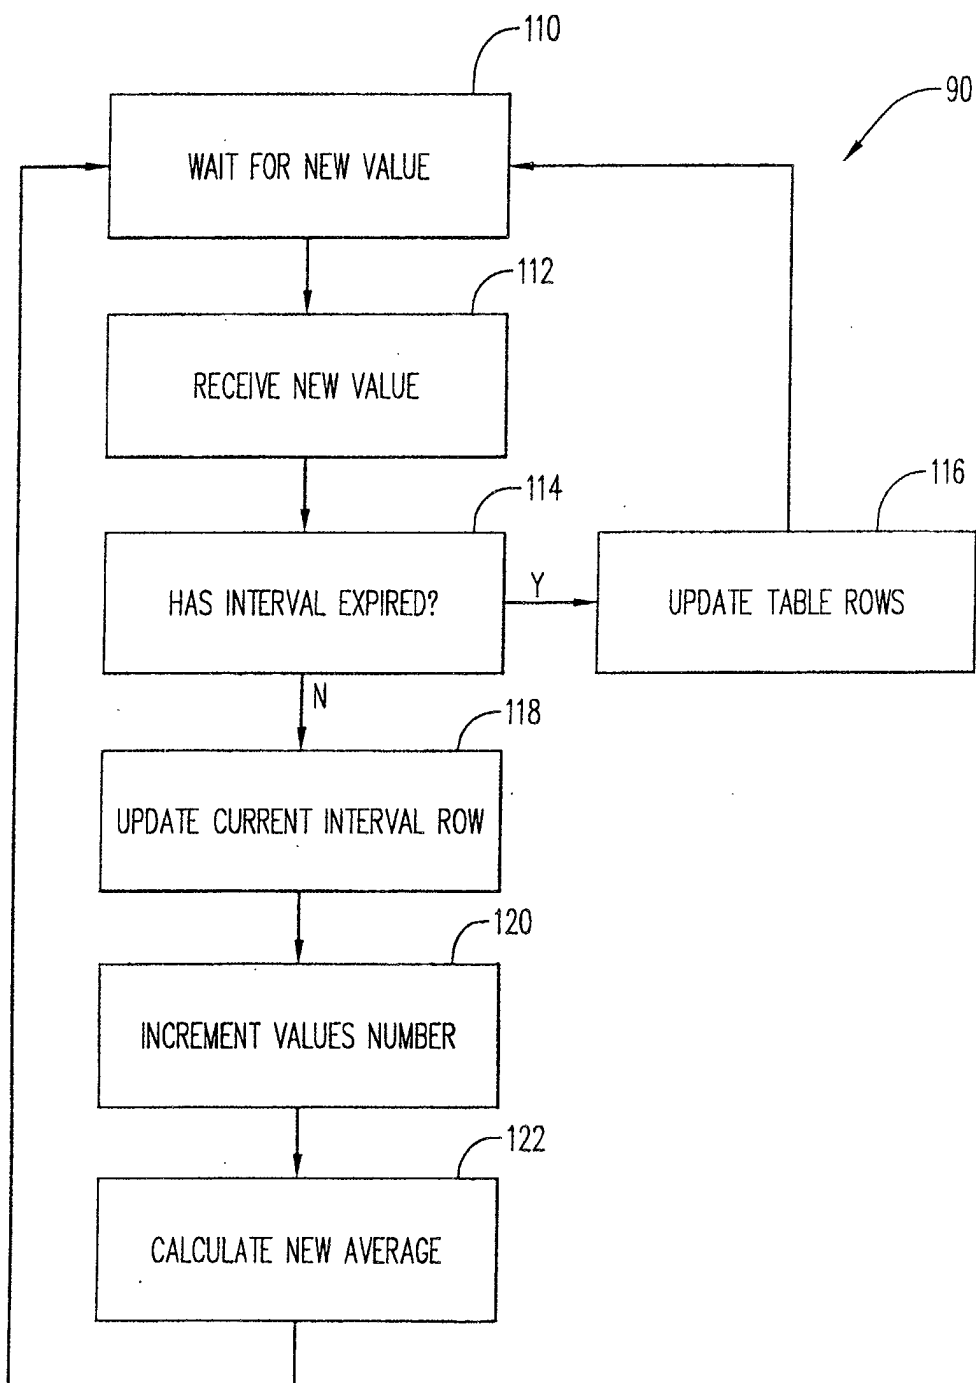 110
90
WAIT FOR NEW VALUE
112
RECEIVE NEW VALUE
114
116
HAS INTERVAL EXPIRED?
Y
UPDATE TABLE ROWS
N
118
UPDATE CURRENT INTERVAL ROW
120
INCREMENT VALUES NUMBER
122
CALCULATE NEW AVERAGE